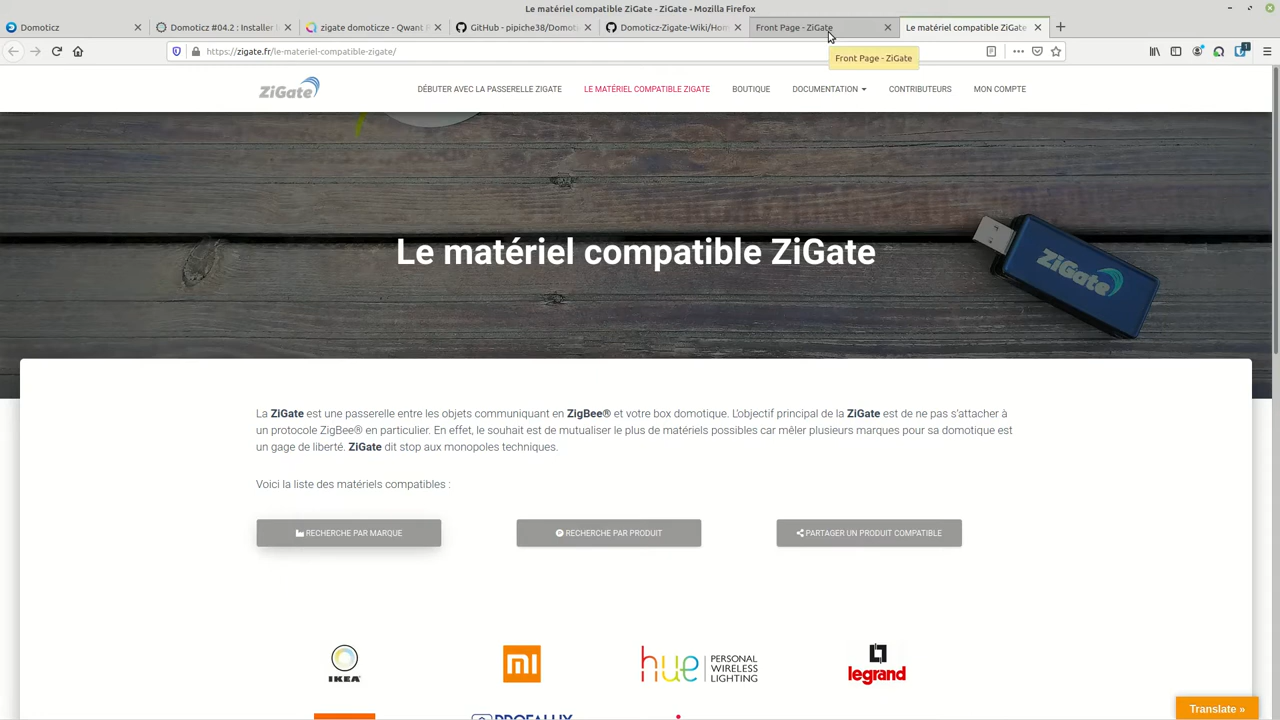 Le matériel compatible ZiGate - ZiGate - Mozilla Firefox
Domoticz
Domoticz #04.2 : Installer l
zigate domoticze - Qwant R
GitHub - pipiche38/Domoti
Domoticz-Zigate-Wiki/Hom
Front Page - ZiGate
Le matériel compatible ZiGate
https://zigate.fr/le-materiel-compatible-zigate/
1
Front Page - ZiGate
ZiGate
DÉBUTER AVEC LA PASSERELLE ZIGATE
LE MATÉRIEL COMPATIBLE ZIGATE
BOUTIQUE
DOCUMENTATION
CONTRIBUTEURS
MON COMPTE
Le matériel compatible ZiGate
ZiGate
La ZiGate est une passerelle entre les objets communiquant en ZigBee® et votre box domotique. L'objectif principal de la ZiGate est de ne pas s'attacher à
un protocole ZigBee® en particulier. En effet, le souhait est de mutualiser le plus de matériels possibles car mêler plusieurs marques pour sa domotique est
un gage de liberté. ZiGate dit stop aux monopoles techniques.
Voici la liste des matériels compatibles :
RECHERCHE PAR MARQUE
RECHERCHE PAR PRODUIT
PARTAGER UN PRODUIT COMPATIBLE
IKEA
mi
hue PERSONAL WIRELESS LIGHTING
legrand
PROFALUX
Translate »